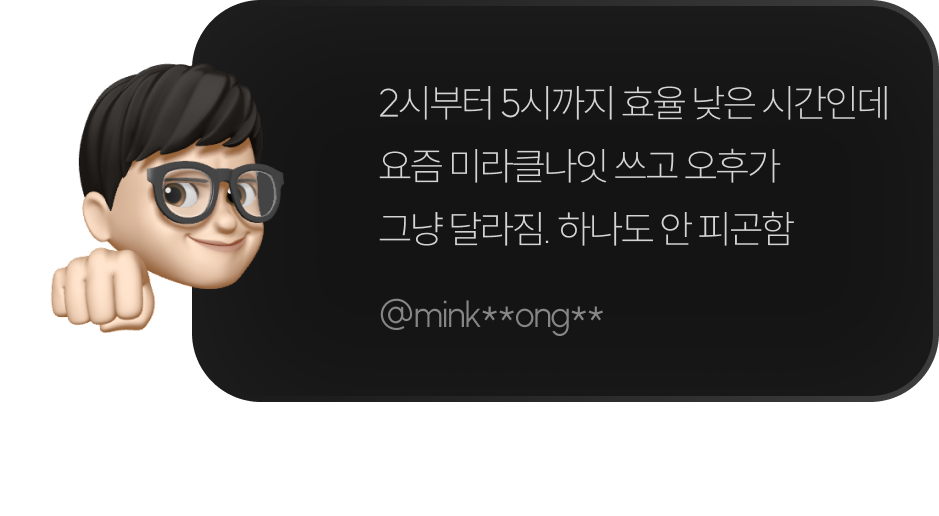 2시부터 5시까지 효율 낮은 시간인데
요즘 미라클나잇 쓰고 오후가
그냥 달라짐. 하나도 안 피곤함
@mink**ong**